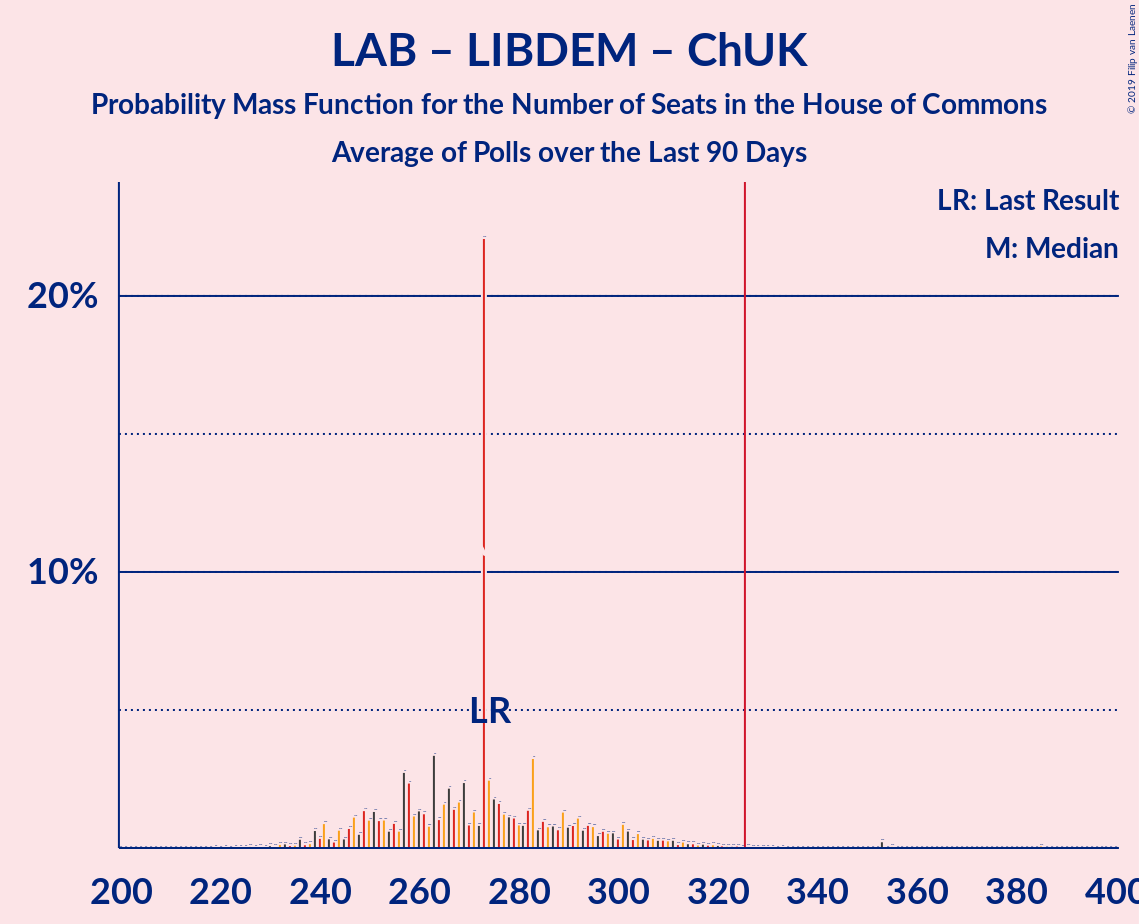 LAB – LIBDEM – ChUK
Probability Mass Function for the Number of Seats in the House of Commons
Average of Polls over the Last 90 Days
© 2019 Filip van Laenen
LR: Last Result
M: Median
20%
10%
LR
200 220 240 260 280 300 320 340 360 380 400